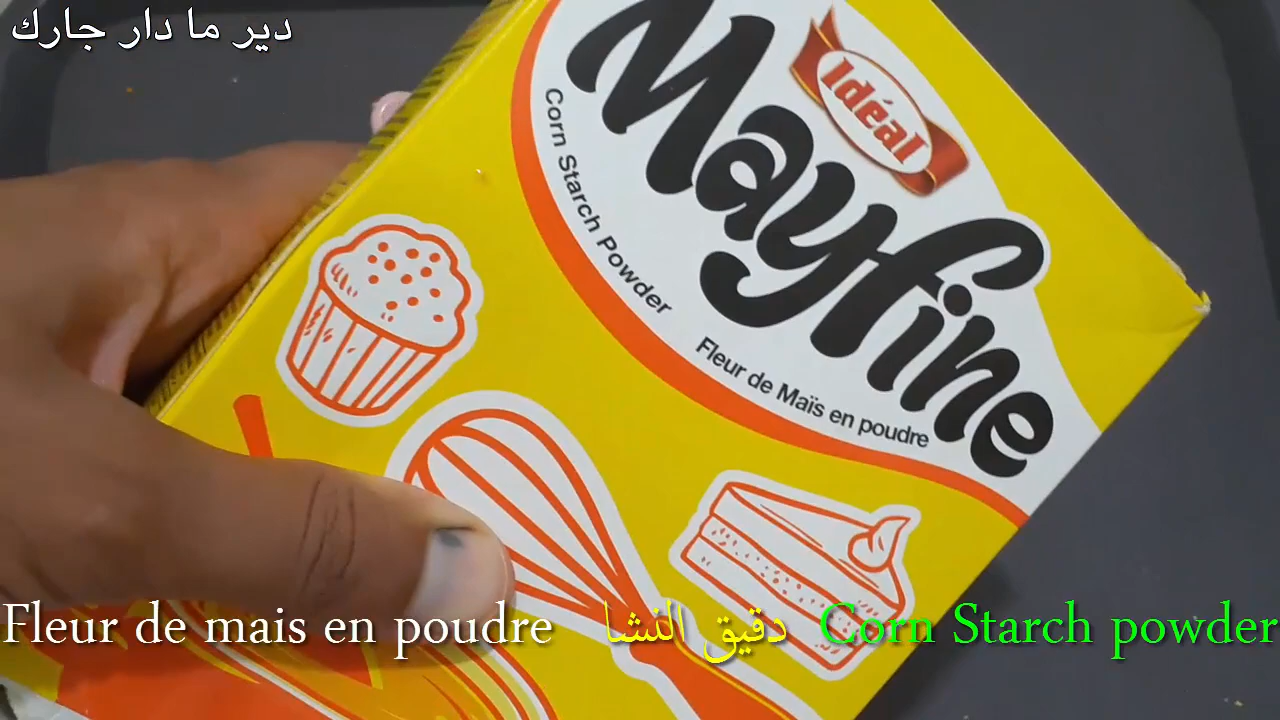 دير ما دار جارك
Idéal
Mayfine
Corn Starch Powder
Fleur de Maïs en poudre
Fleur de mais en poudre دقيق النشا Corn Starch powder